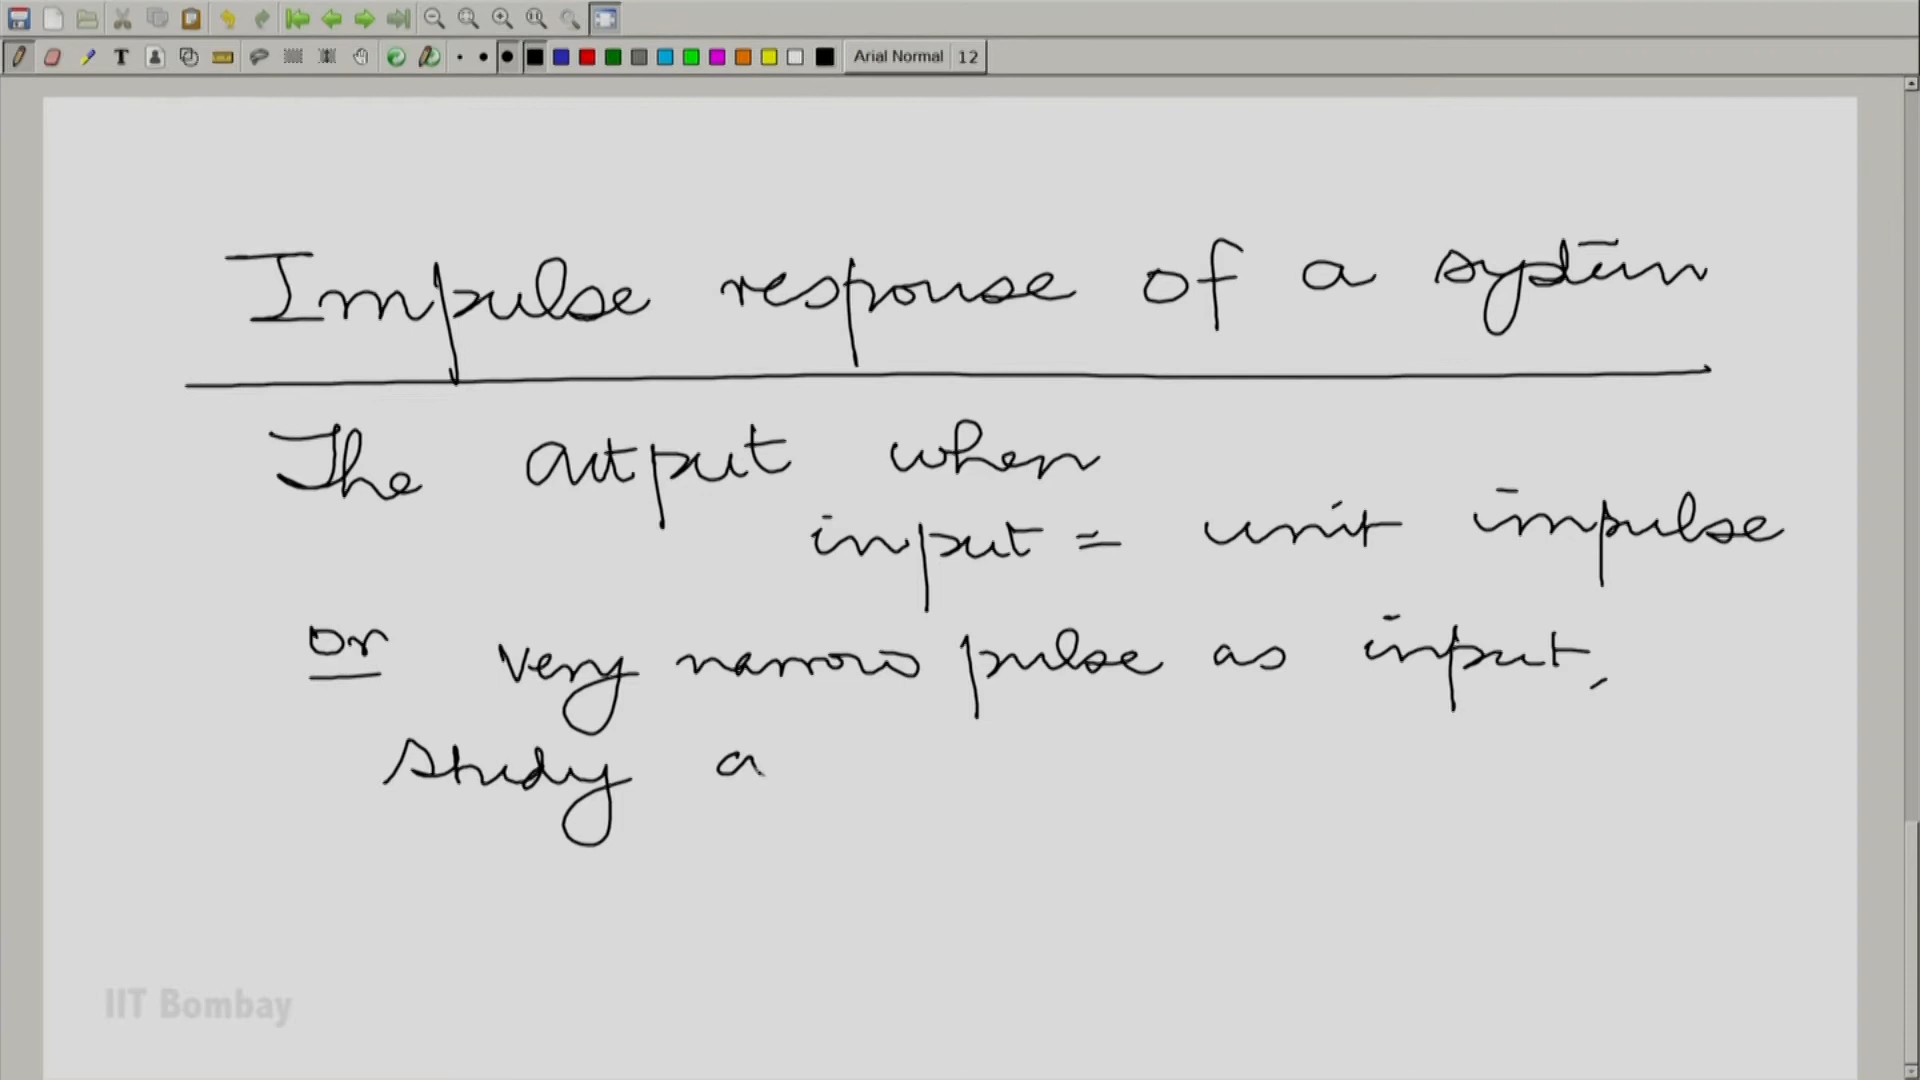 Arial Normal 12
Impulse response of a system
The output when
input = unit impulse
or very narrow pulse as input,
study a
IIT Bombay